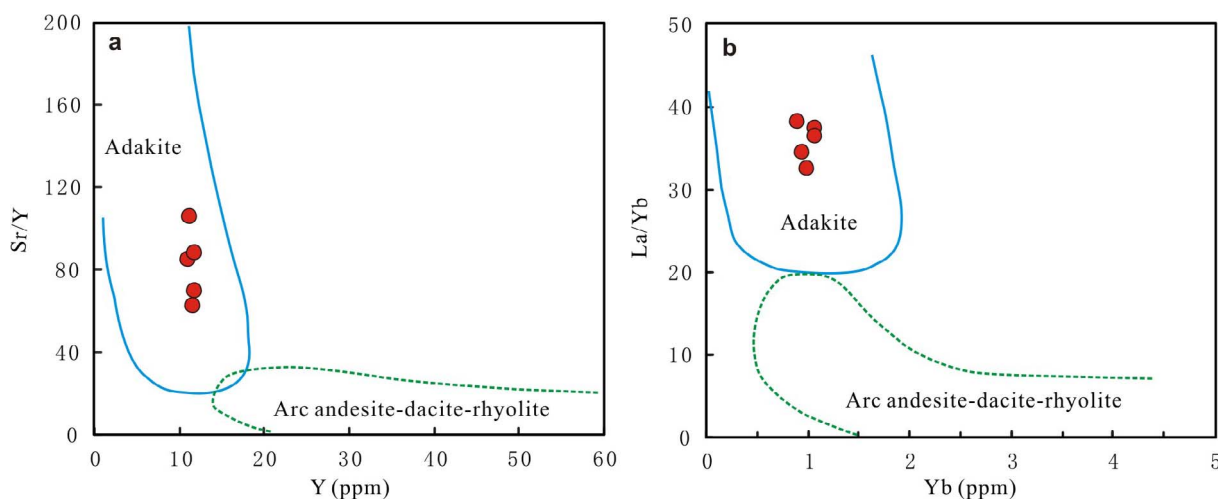 a
200
160
120
80
40
0
Sr/Y
Adakite
Arc andesite-dacite-rhyolite
0 10 20 30 40 50 60
Y (ppm)
b
50
40
30
20
10
0
La/Yb
Adakite
Arc andesite-dacite-rhyolite
0 1 2 3 4 5
Yb (ppm)